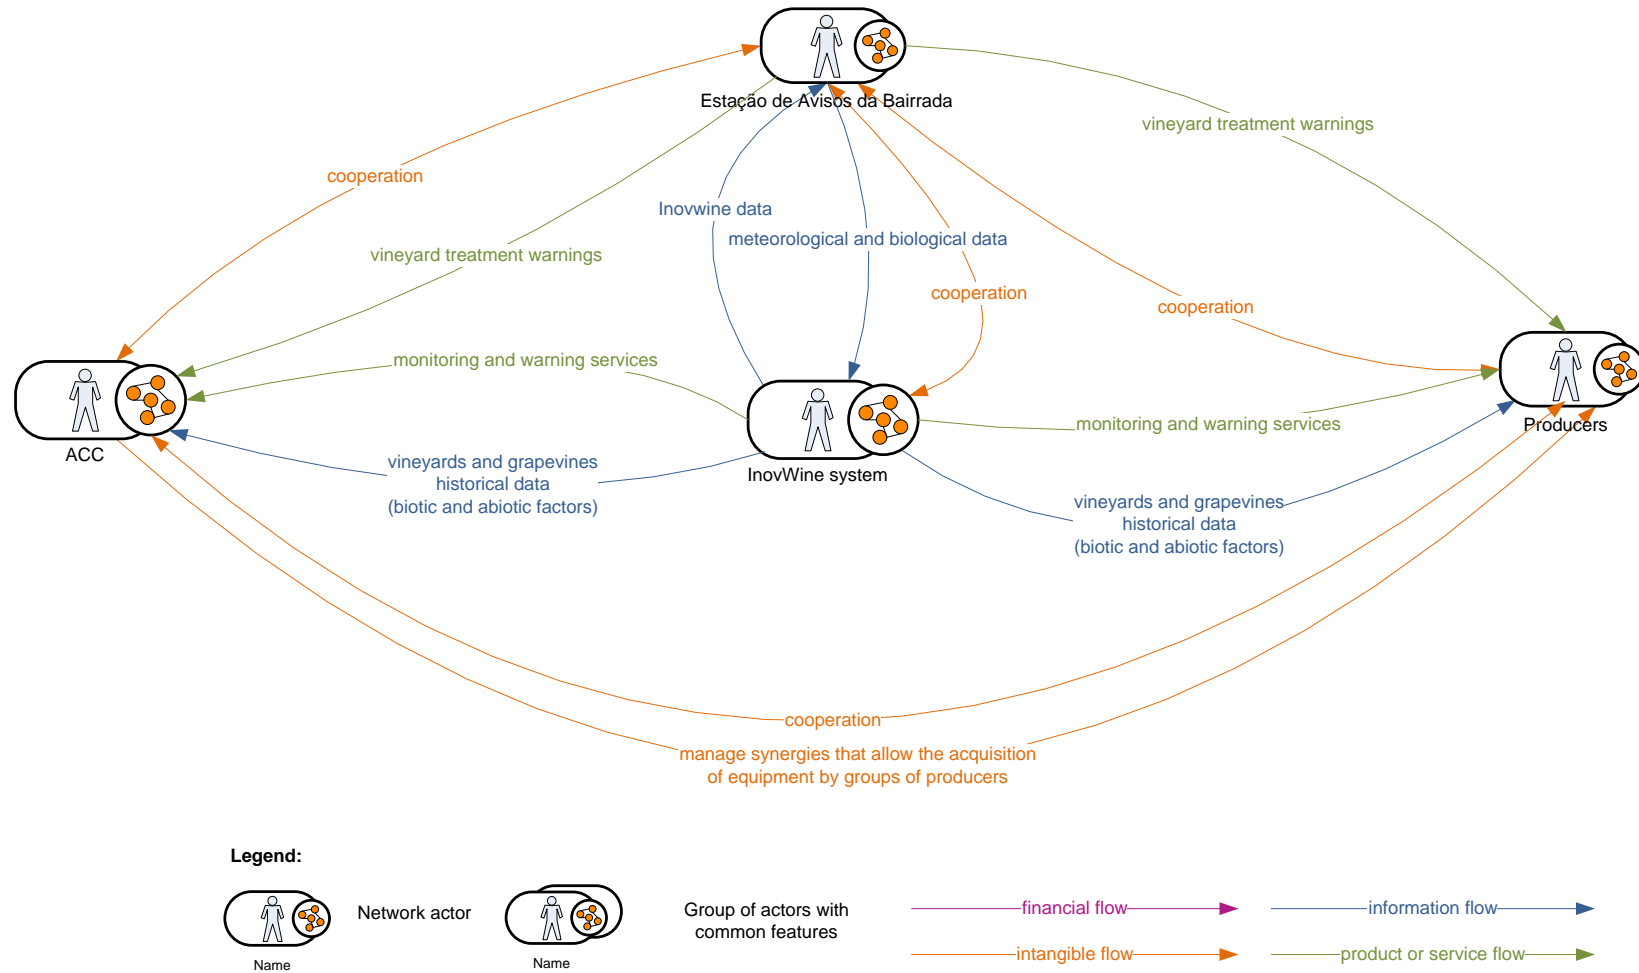 Estação de Avisos da Bairrada
vineyard treatment warnings
cooperation
Inovwine data
meteorological and biological data
vineyard treatment warnings
cooperation
cooperation
monitoring and warning services
monitoring and warning services
Producers
ACC
InovWine system
vineyards and grapevines
historical data
(biotic and abiotic factors)
vineyards and grapevines
historical data
(biotic and abiotic factors)
cooperation
manage synergies that allow the acquisition
of equipment by groups of producers
Legend:
Network actor
Name
Group of actors with
common features
Name
financial flow
information flow
intangible flow
product or service flow